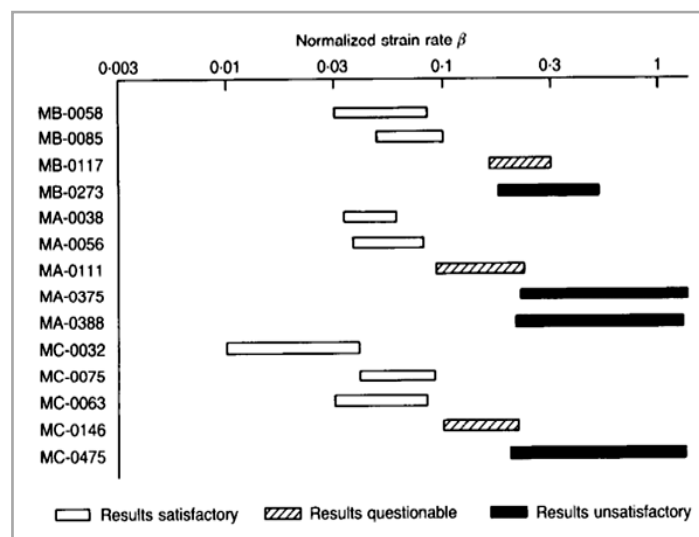 Normalized strain rate β
0·003 0·01 0·03 0·1 0·3 1
MB-0058
MB-0085
MB-0117
MB-0273
MA-0038
MA-0056
MA-0111
MA-0375
MA-0388
MC-0032
MC-0075
MC-0063
MC-0146
MC-0475
Results satisfactory Results questionable Results unsatisfactory